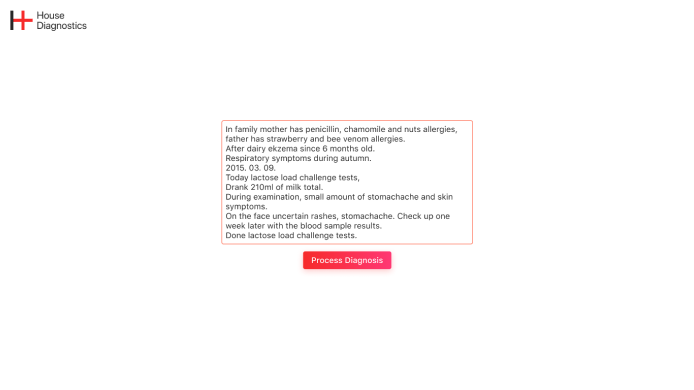 House
Diagnostics
In family mother has penicillin, chamomile and nuts allergies,
father has strawberry and bee venom allergies.
After dairy ekzema since 6 months old.
Respiratory symptoms during autumn.
2015. 03. 09.
Today lactose load challenge tests,
Drank 210ml of milk total.
During examination, small amount of stomachache and skin
symptoms.
On the face uncertain rashes, stomachache. Check up one
week later with the blood sample results.
Done lactose load challenge tests.
Process Diagnosis